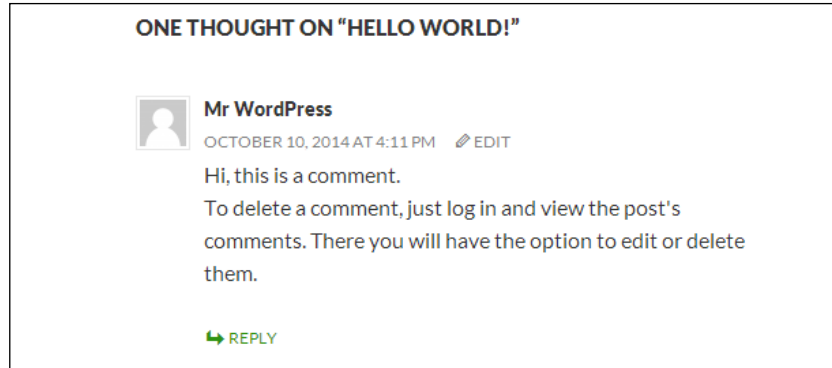 ONE THOUGHT ON “HELLO WORLD!”
Mr WordPress
OCTOBER 10, 2014 AT 4:11 PM EDIT
Hi, this is a comment.
To delete a comment, just log in and view the post's
comments. There you will have the option to edit or delete
them.
REPLY